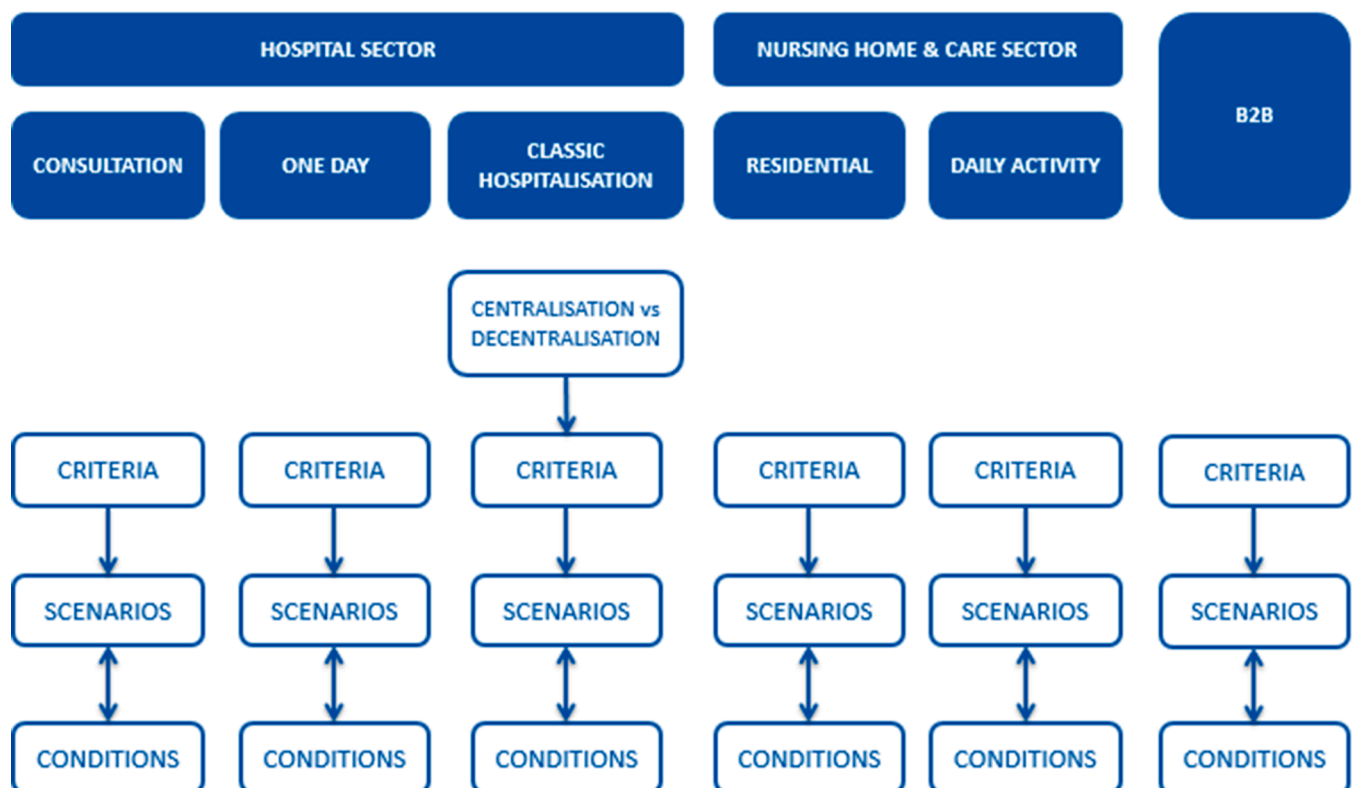 HOSPITAL SECTOR
NURSING HOME & CARE SECTOR
B2B
CONSULTATION
ONE DAY
CLASSIC
HOSPITALISATION
RESIDENTIAL
DAILY ACTIVITY
CENTRALISATION vs
DECENTRALISATION
CRITERIA
CRITERIA
CRITERIA
CRITERIA
CRITERIA
CRITERIA
SCENARIOS
SCENARIOS
SCENARIOS
SCENARIOS
SCENARIOS
SCENARIOS
CONDITIONS
CONDITIONS
CONDITIONS
CONDITIONS
CONDITIONS
CONDITIONS